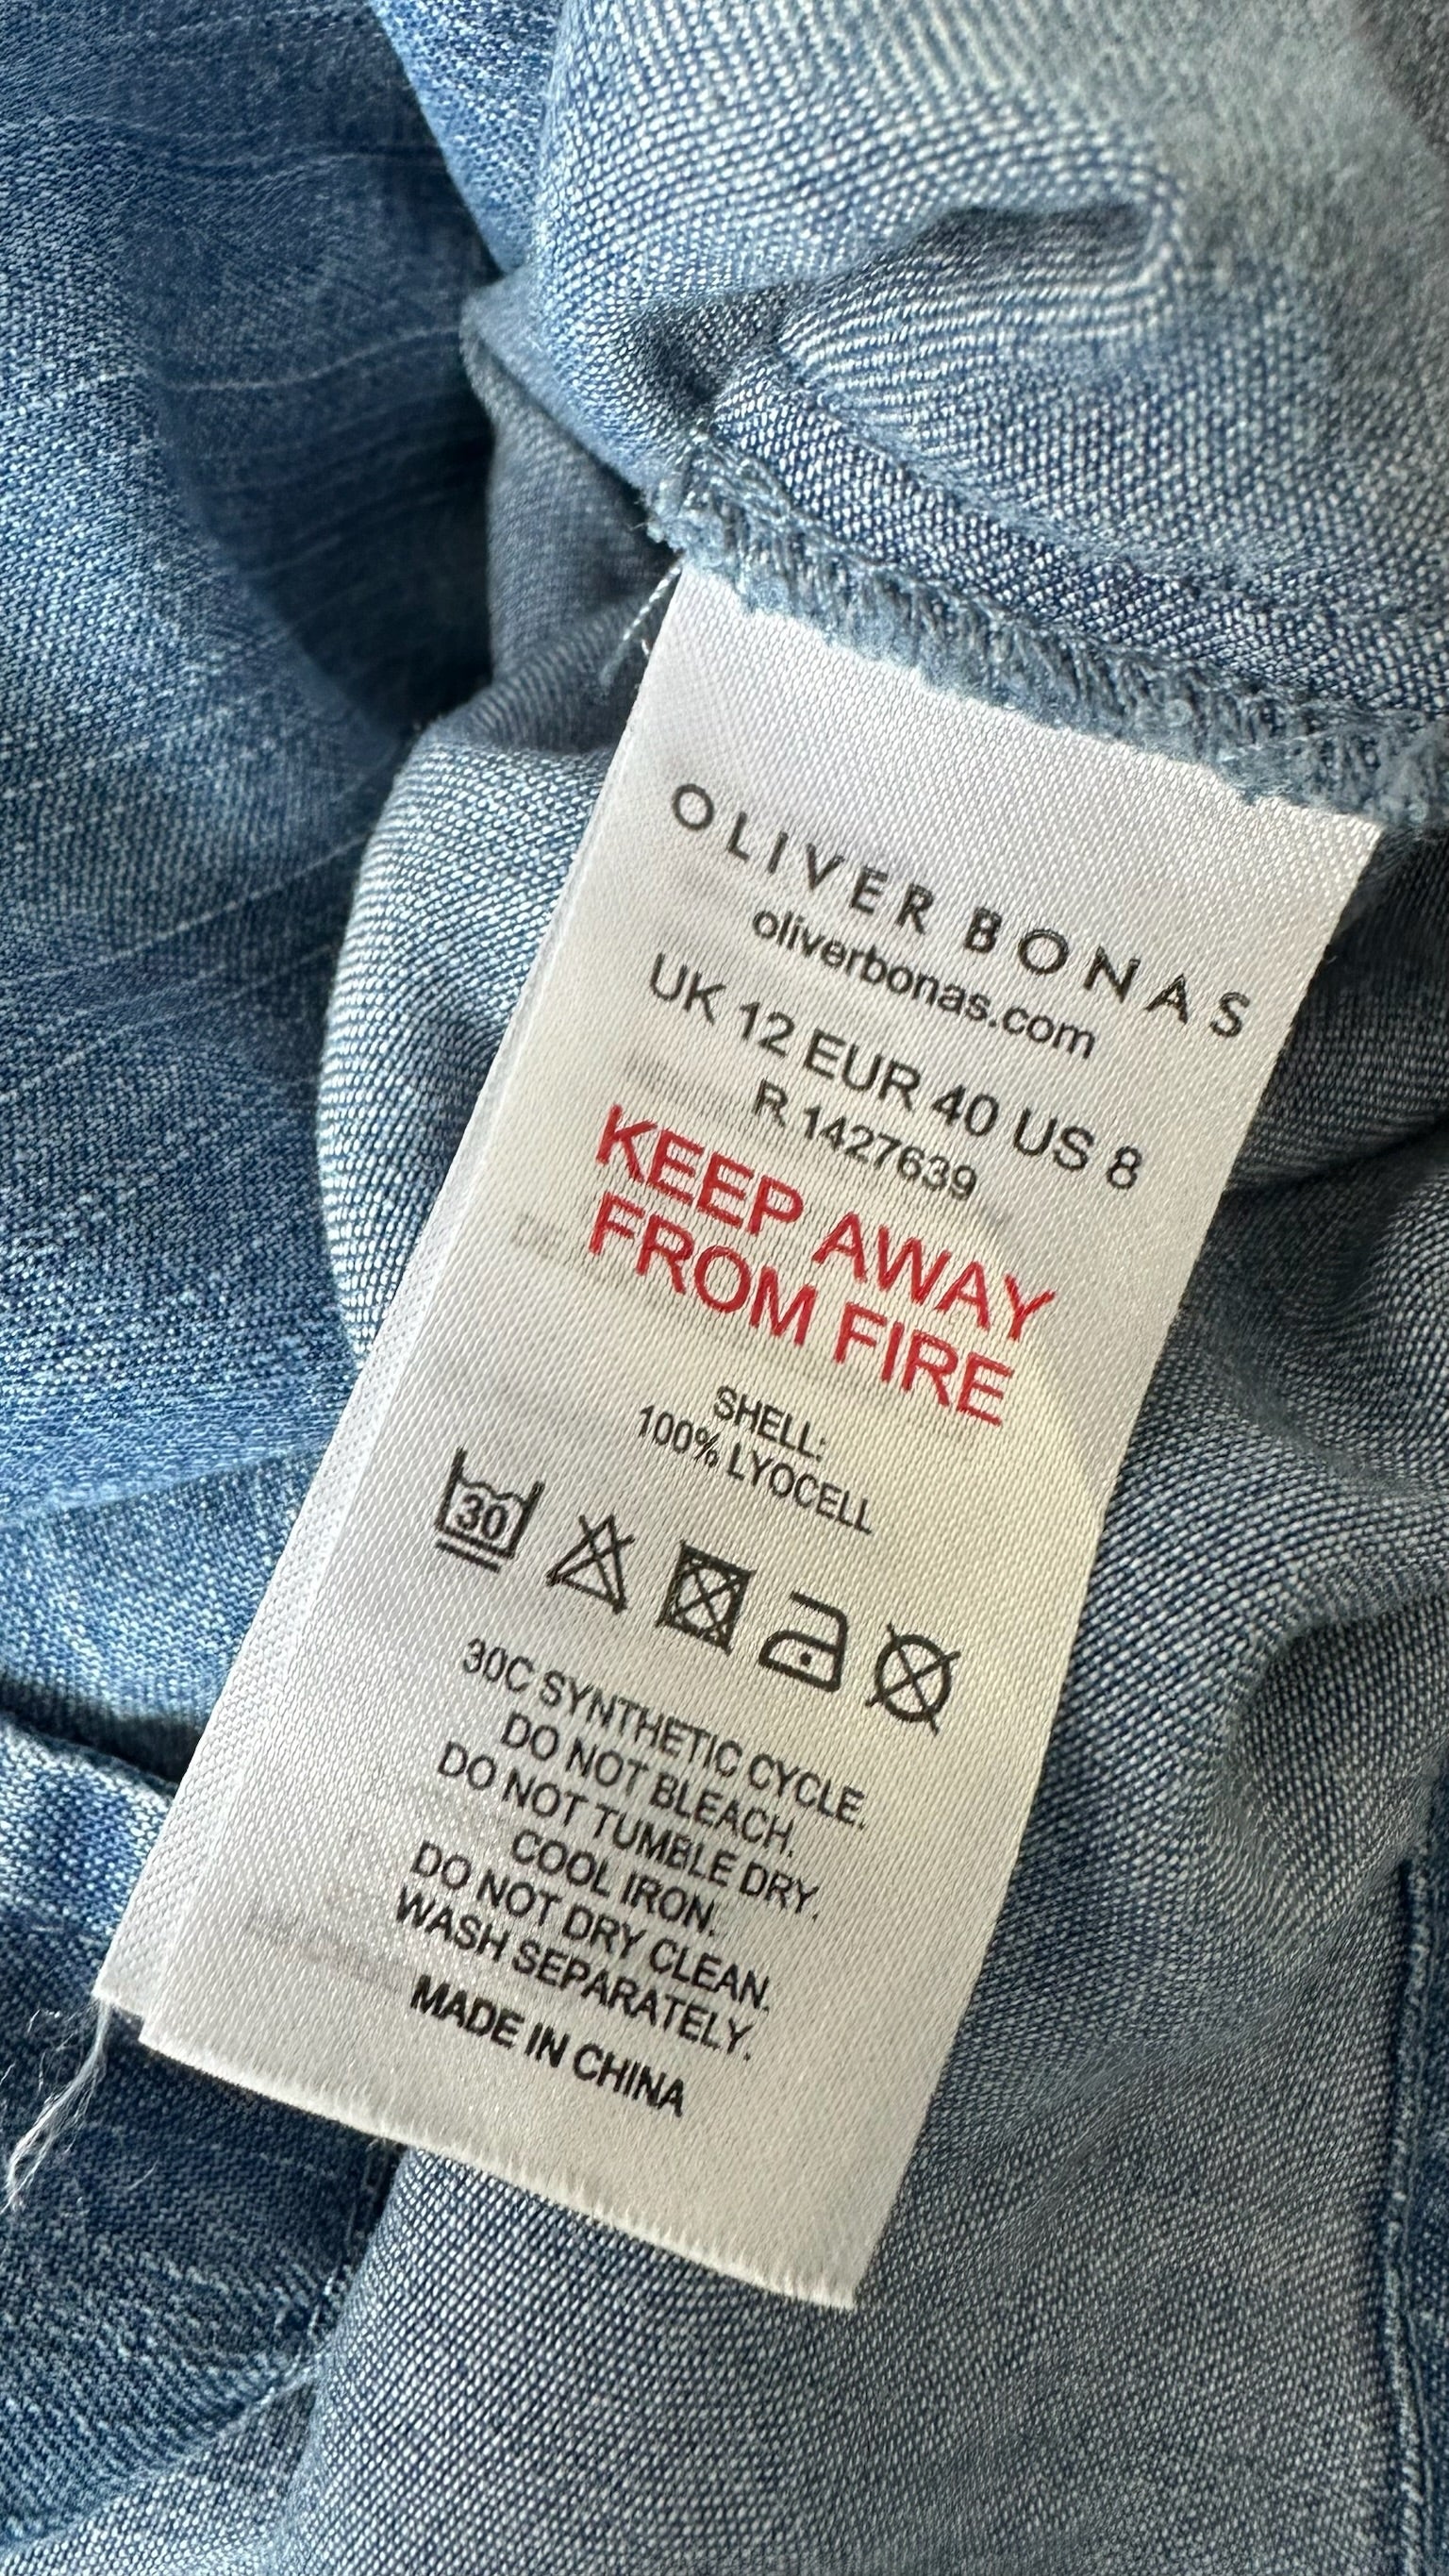 OLIVER BONAS
oliverbonas.com
UK 12 EUR 40 US 8
R 1427639
KEEP AWAY
FROM FIRE
SHELL:
100% LYOCELL
30
30C SYNTHETIC CYCLE.
DO NOT BLEACH.
DO NOT TUMBLE DRY.
COOL IRON.
DO NOT DRY CLEAN.
WASH SEPARATELY.
MADE IN CHINA